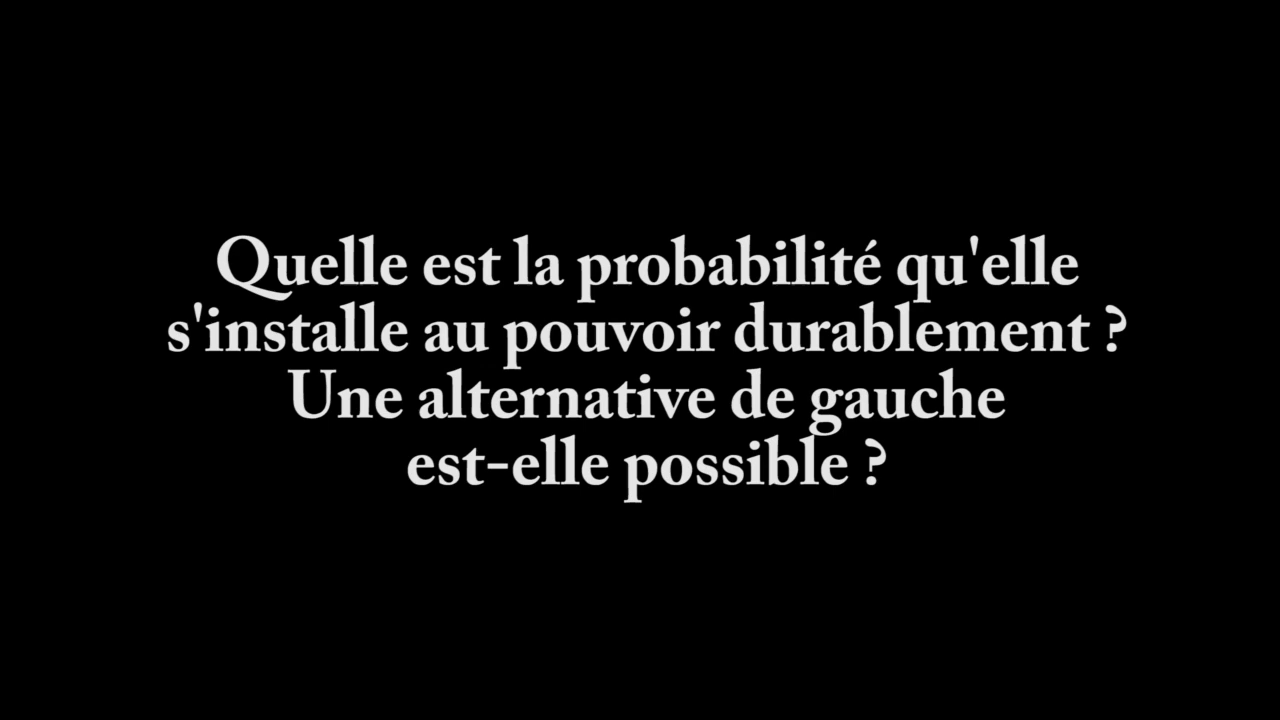 Quelle est la probabilité qu'elle
s'installe au pouvoir durablement ?
Une alternative de gauche
est-elle possible ?